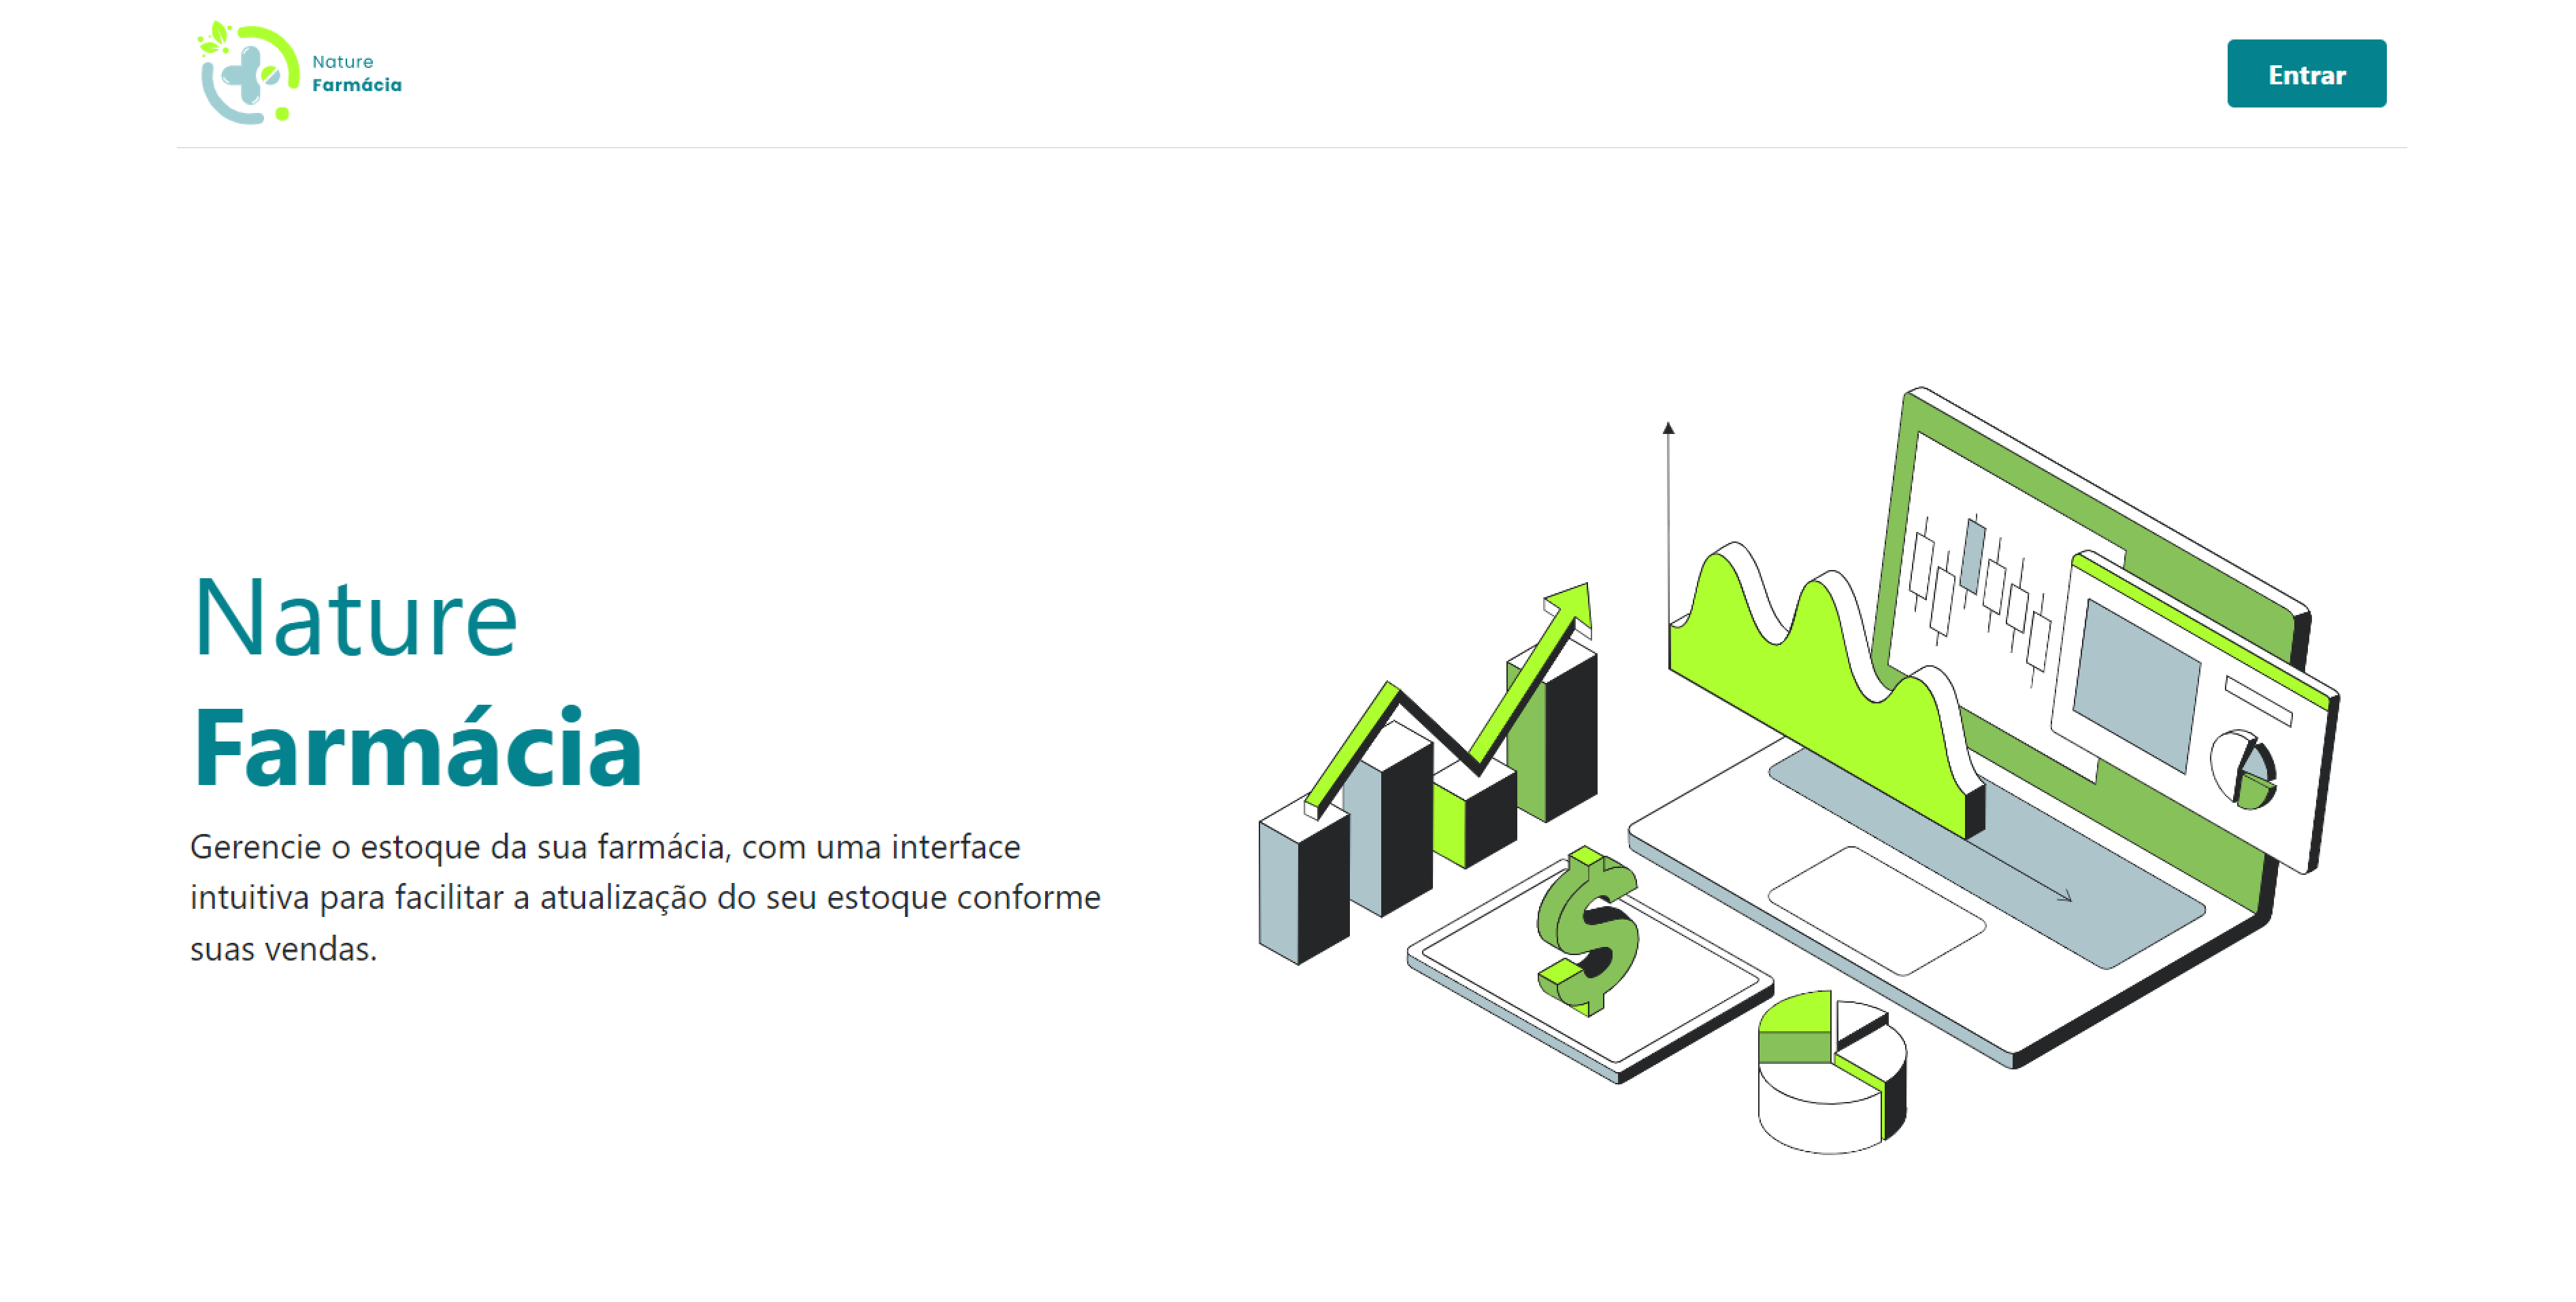 Nature
Farmácia
Entrar
Nature
Farmácia
Gerencie o estoque da sua farmácia, com uma interface
intuitiva para facilitar a atualização do seu estoque conforme
suas vendas.